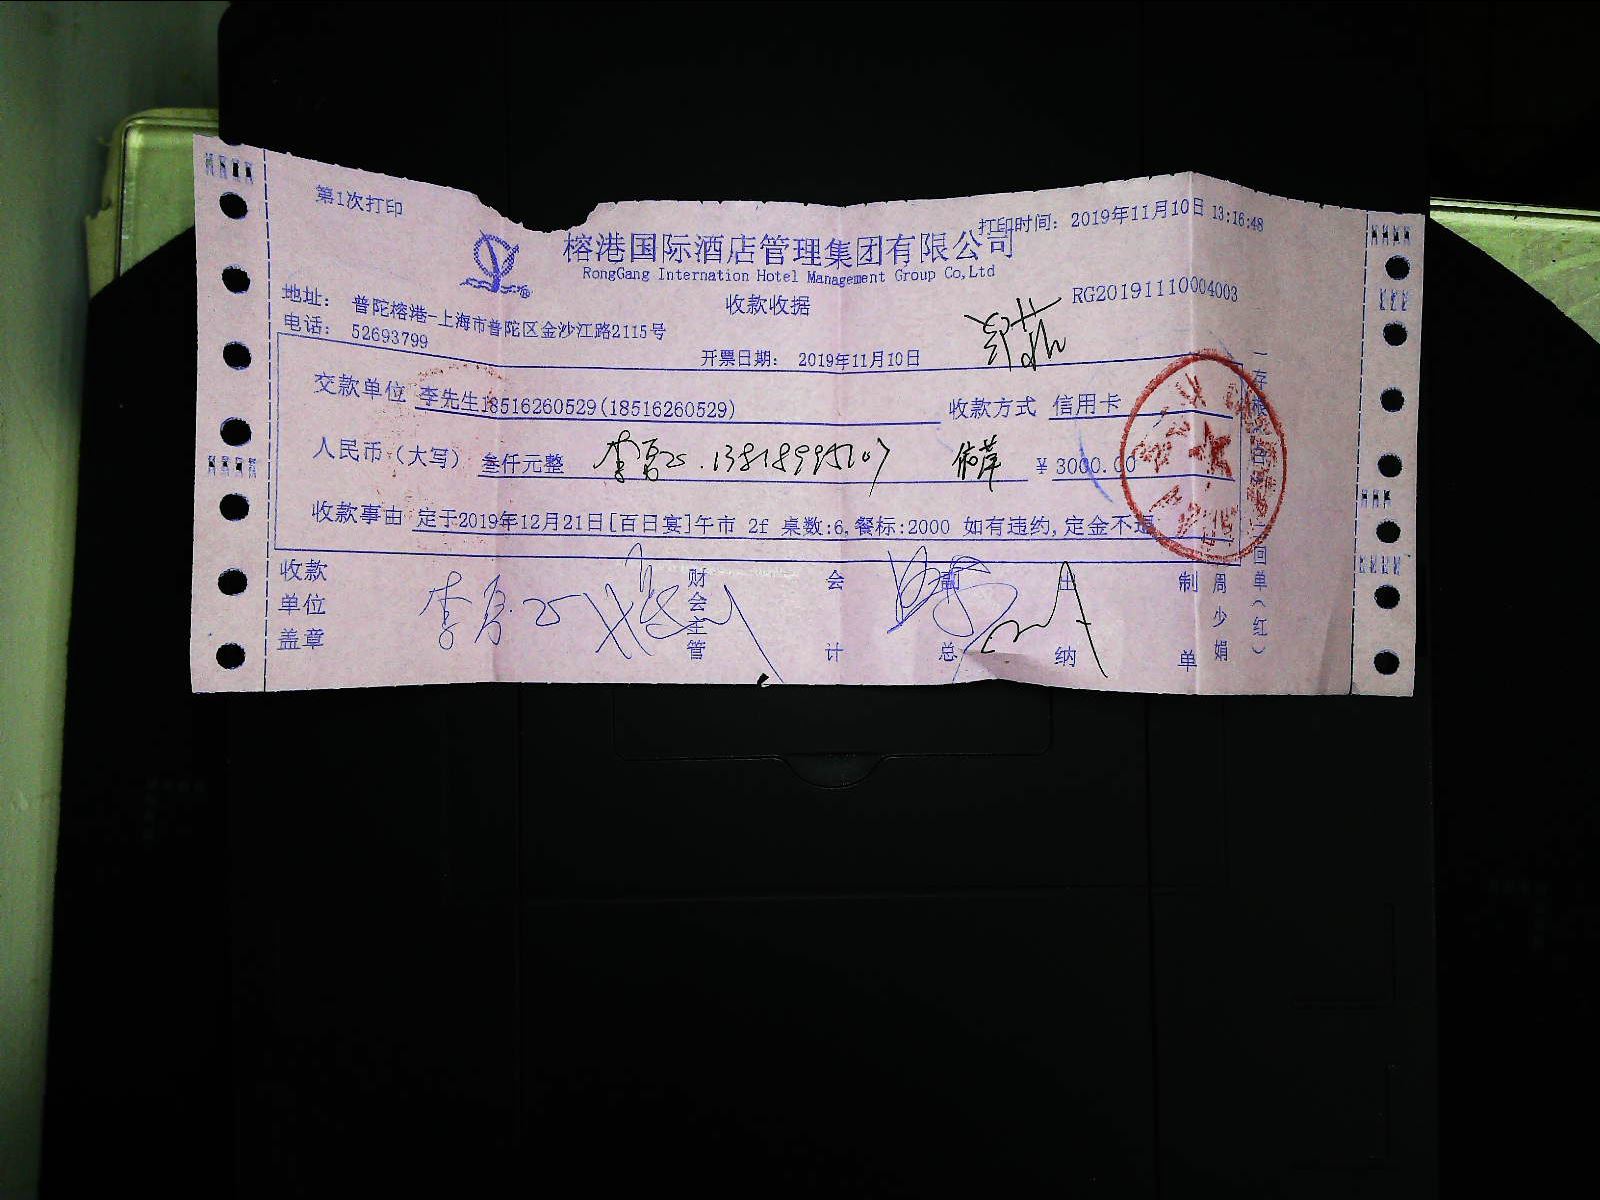 第1次打印
打印时间： 2019年11月10日 13:16:48
榕港国际酒店管理集团有限公司
RongGang Internation Hotel Management Group Co,Ltd
收款收据
RG20191110004003
地址： 普陀榕港-上海市普陀区金沙江路2115号
电话： 52693799
开票日期： 2019年11月10日
交款单位 李先生18516260529(18516260529)
收款方式 信用卡
人民币（大写） 叁仟元整
¥ 3000.00
收款事由 定于2019年12月21日[百日宴]午市 2f 桌数:6,餐标:2000 如有违约,定金不退
收款单位盖章
财会主管
会计
副总
出纳
制单
周少娟
一存根(白) 二回单(红)